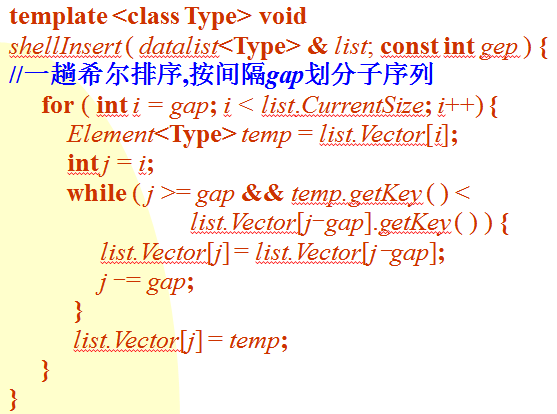 template <class Type> void
shellInsert ( datalist<Type> & list; const int gep ) {
//一趟希尔排序,按间隔gap划分子序列
for ( int i = gap; i < list.CurrentSize; i++) {
Element<Type> temp = list.Vector[i];
int j = i;
while ( j >= gap && temp.getKey ( ) <
list.Vector[j-gap].getKey ( ) ) {
list.Vector[j] = list.Vector[j-gap];
j -= gap;
}
list.Vector[j] = temp;
}
}